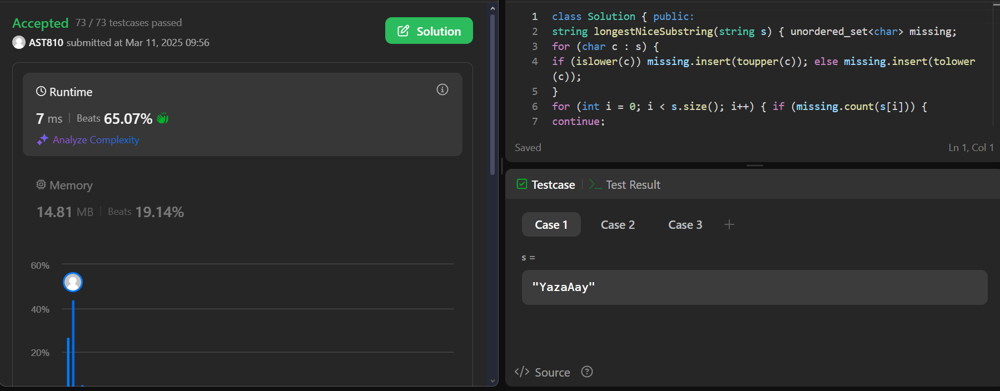 Accepted 73 / 73 testcases passed
AST810 submitted at Mar 11, 2025 09:56
Solution
Runtime
7 ms | Beats 65.07%
Analyze Complexity
Memory
14.81 MB | Beats 19.14%
60%
40%
20%
1 class Solution { public:
2 string longestNiceSubstring(string s) { unordered_set<char> missing;
3 for (char c : s) {
4 if (islower(c)) missing.insert(toupper(c)); else missing.insert(tolower
(c));
5 }
6 for (int i = 0; i < s.size(); i++) { if (missing.count(s[i])) {
7 continue;
Saved
Ln 1, Col 1
Testcase | >_ Test Result
Case 1 Case 2 Case 3 +
s =
"YazaAay"
</> Source ?